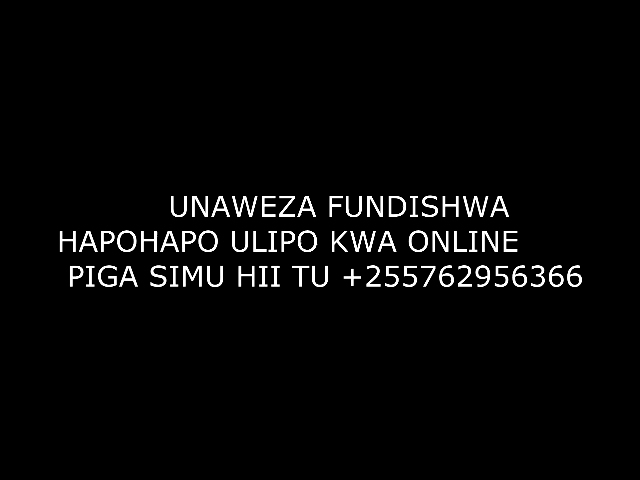 UNAWEZA FUNDISHWA
HAPOHAPO ULIPO KWA ONLINE
PIGA SIMU HII TU +255762956366